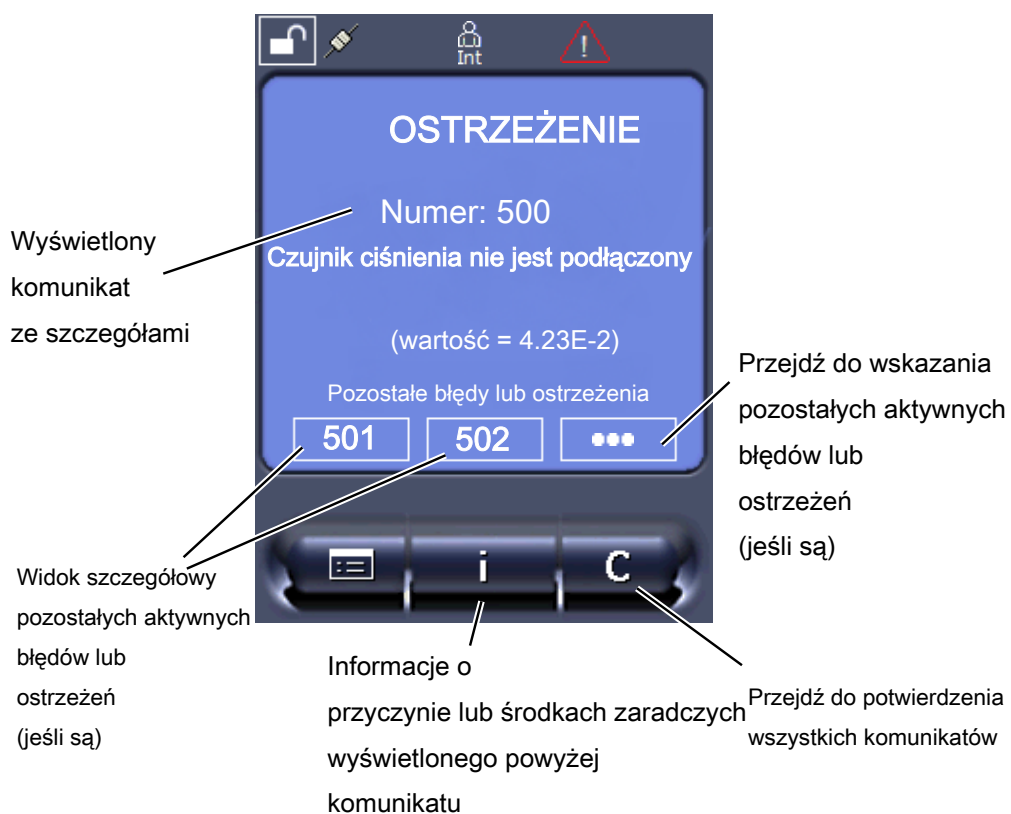 Int
OSTRZEŻENIE
Numer: 500
Czujnik ciśnienia nie jest podłączony
(wartość = 4.23E-2)
Pozostałe błędy lub ostrzeżenia
501
502
•••
i
C
Wyświetlony
komunikat
ze szczegółami
Przejdź do wskazania
pozostałych aktywnych
błędów lub
ostrzeżeń
(jeśli są)
Widok szczegółowy
pozostałych aktywnych
błędów lub
ostrzeżeń
(jeśli są)
Informacje o
przyczynie lub środkach zaradczych
wyświetlonego powyżej
komunikatu
Przejdź do potwierdzenia
wszystkich komunikatów